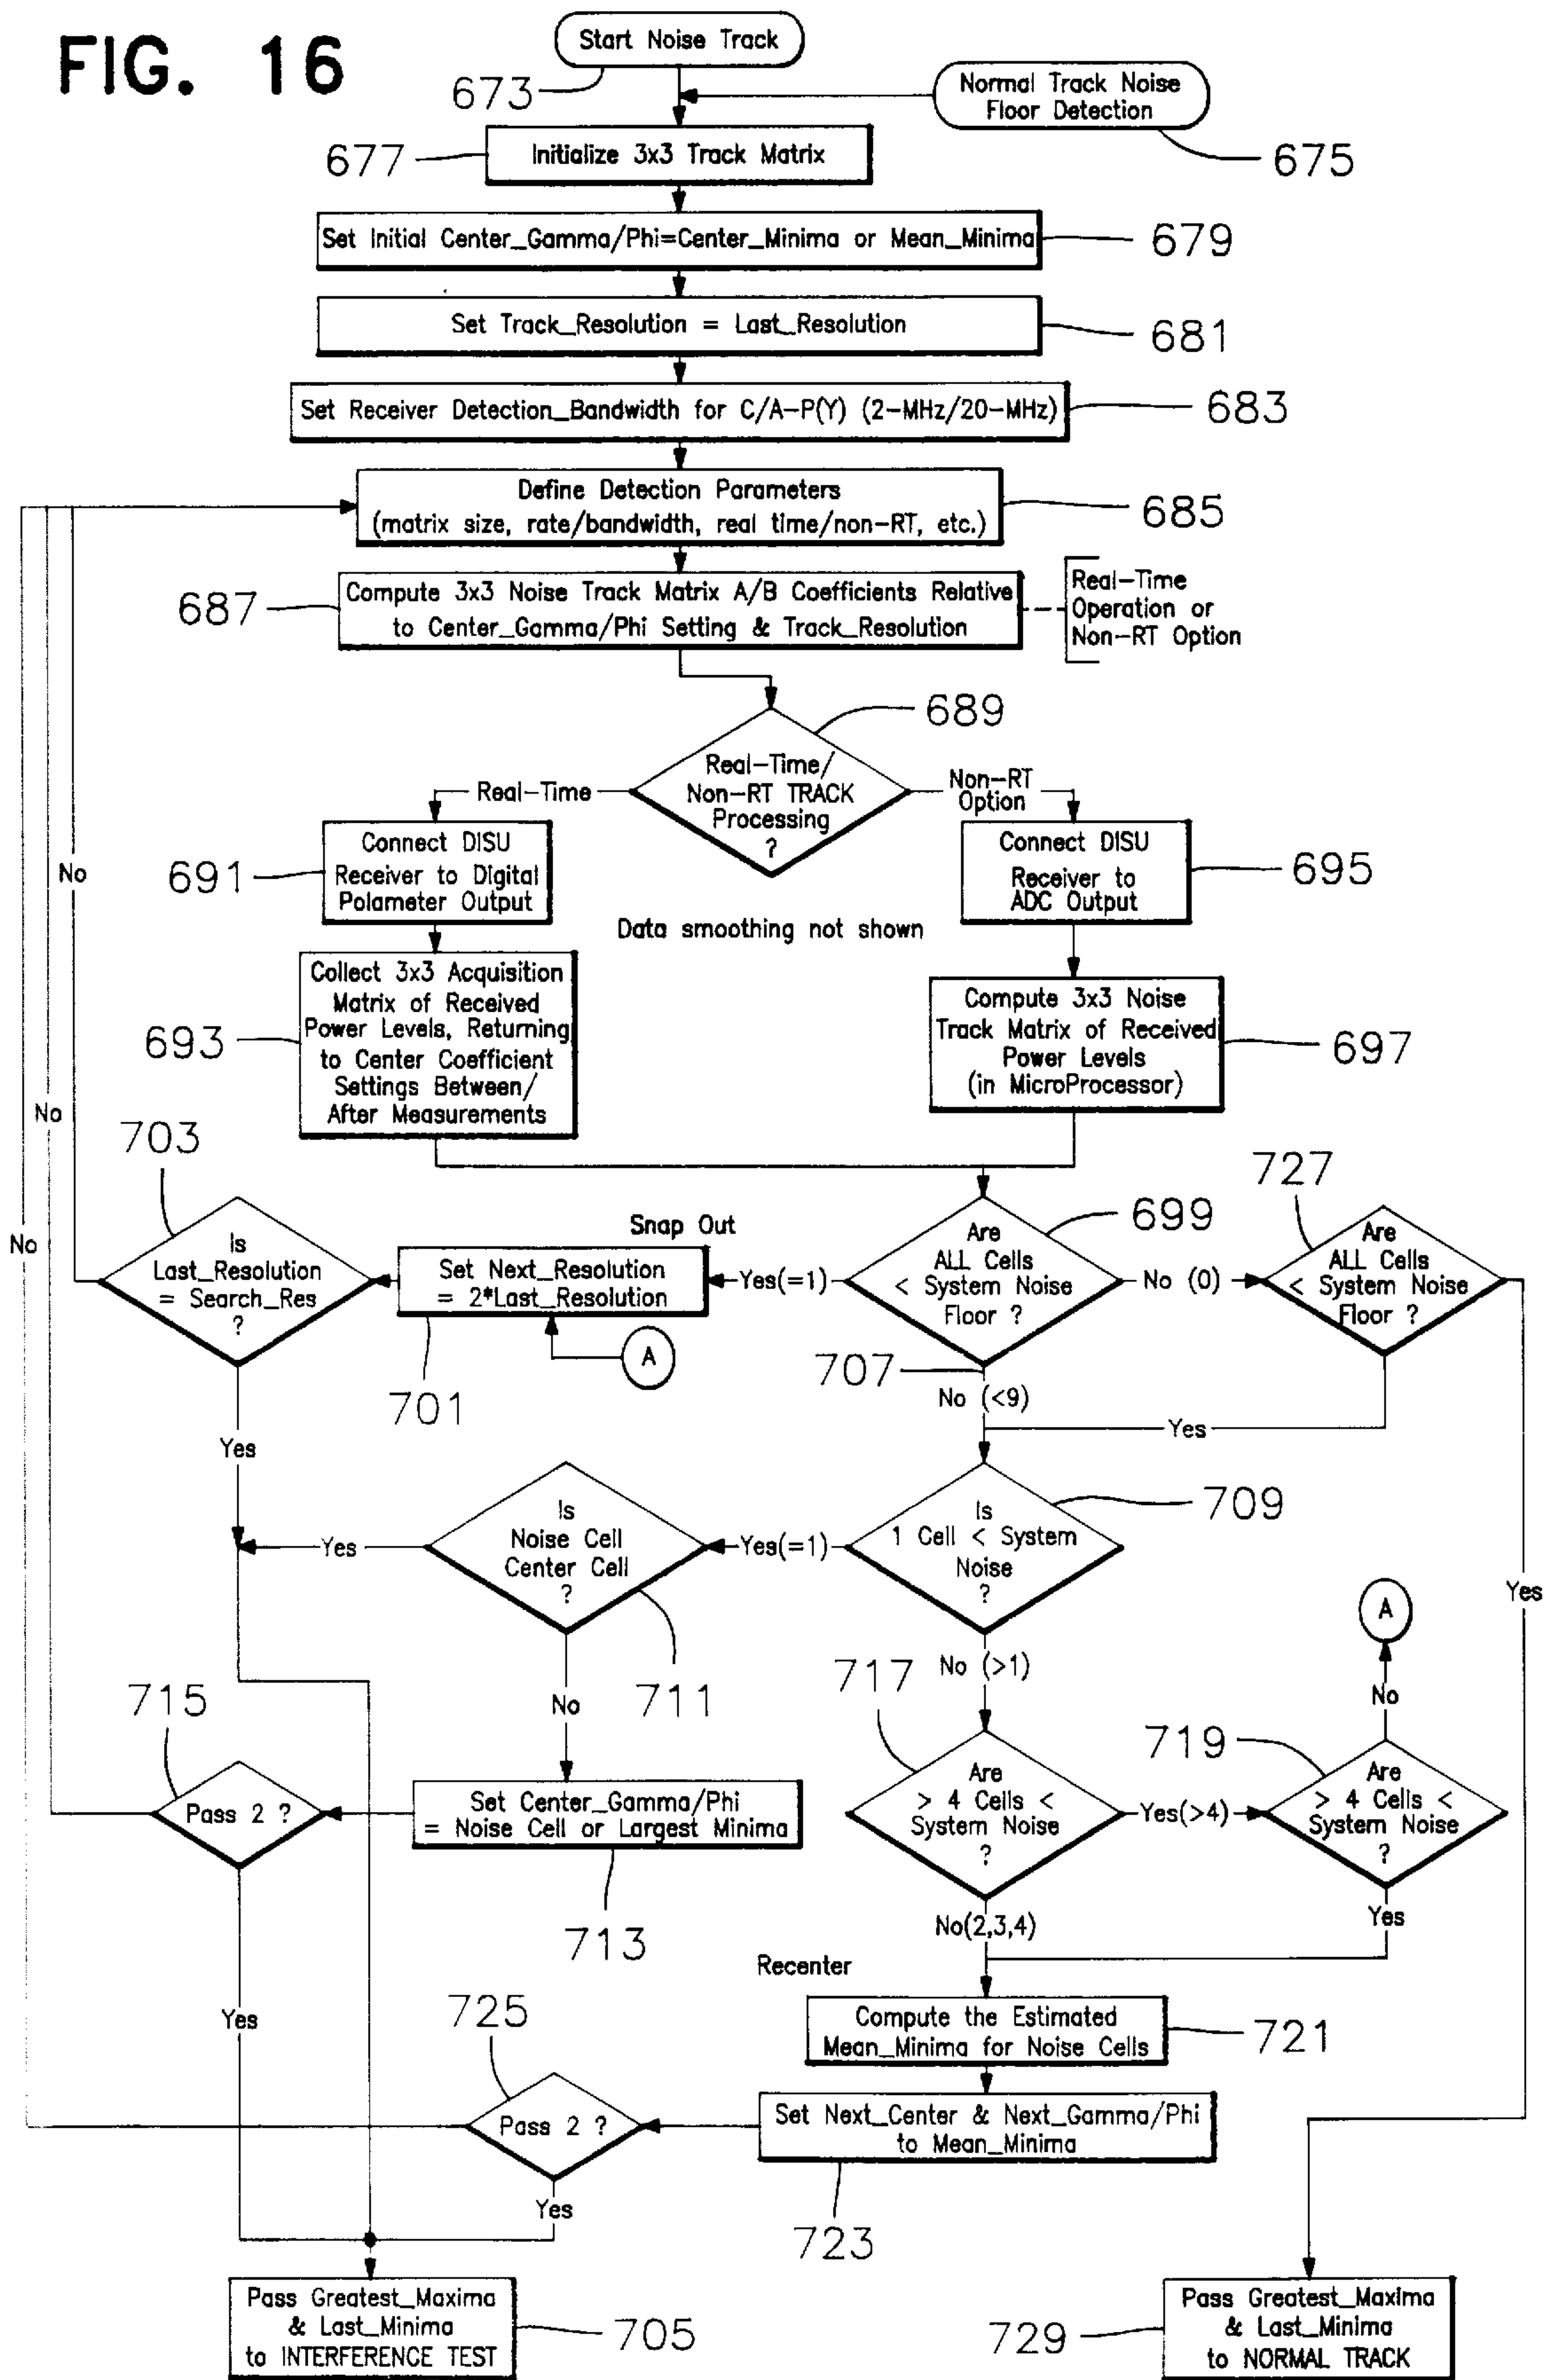 FIG. 16
Start Noise Track
673
Normal Track Noise
Floor Detection
675
Initialize 3x3 Track Matrix
677
Set Initial Center_Gamma/Phi=Center_Minima or Mean_Minima
679
Set Track_Resolution = Last_Resolution
681
Set Receiver Detection_Bandwidth for C/A-P(Y) (2-MHz/20-MHz)
683
Define Detection Parameters
(matrix size, rate/bandwidth, real time/non-RT, etc.)
685
687
Compute 3x3 Noise Track Matrix A/B Coefficients Relative
to Center_Gamma/Phi Setting & Track_Resolution
Real-Time
Operation or
Non-RT Option
689
Real-Time/
Non-RT TRACK
Processing
?
Real-Time
Non-RT
Option
691
Connect DISU
Receiver to Digital
Polameter Output
Connect DISU
Receiver to
ADC Output
695
No
Data smoothing not shown
693
Collect 3x3 Acquisition
Matrix of Received
Power Levels, Returning
to Center Coefficient
Settings Between/
After Measurements
Compute 3x3 Noise
Track Matrix of Received
Power Levels
(in MicroProcessor)
697
No
703
Is
Last_Resolution
= Search_Res
?
No
Snap Out
Set Next_Resolution
= 2*Last_Resolution
701
A
Yes(=1)
699
Are
ALL Cells
< System Noise
Floor ?
No (0)
727
Are
ALL Cells
< System Noise
Floor ?
707
No (<9)
Yes
Yes
Yes
Is
Noise Cell
Center Cell
?
711
Yes(=1)
Is
1 Cell < System
Noise
?
709
A
Yes
No
No (>1)
No
715
Pass 2 ?
Set Center_Gamma/Phi
= Noise Cell or Largest Minima
713
717
Are
> 4 Cells <
System Noise
?
Yes(>4)
719
Are
> 4 Cells <
System Noise
?
No(2,3,4)
Yes
Recenter
Yes
725
Pass 2 ?
Compute the Estimated
Mean_Minima for Noise Cells
721
Set Next_Center & Next_Gamma/Phi
to Mean_Minima
723
Yes
Pass Greatest_Maxima
& Last_Minima
to INTERFERENCE TEST
705
729
Pass Greatest_Maxima
& Last_Minima
to NORMAL TRACK